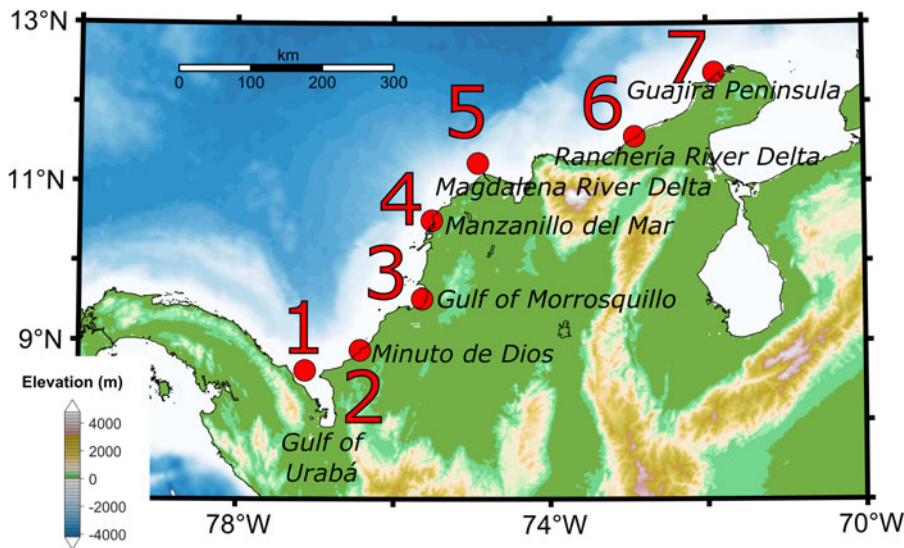 13°N
km
0 100 200 300
7
Guajira Peninsula
6
5
11°N
Ranchería River Delta
Magdalena River Delta
4
Manzanillo del Mar
3
Gulf of Morrosquillo
1
9°N
Minuto de Dios
2
Elevation (m)
4000
2000
0
-2000
-4000
Gulf of
Urabá
78°W
74°W
70°W